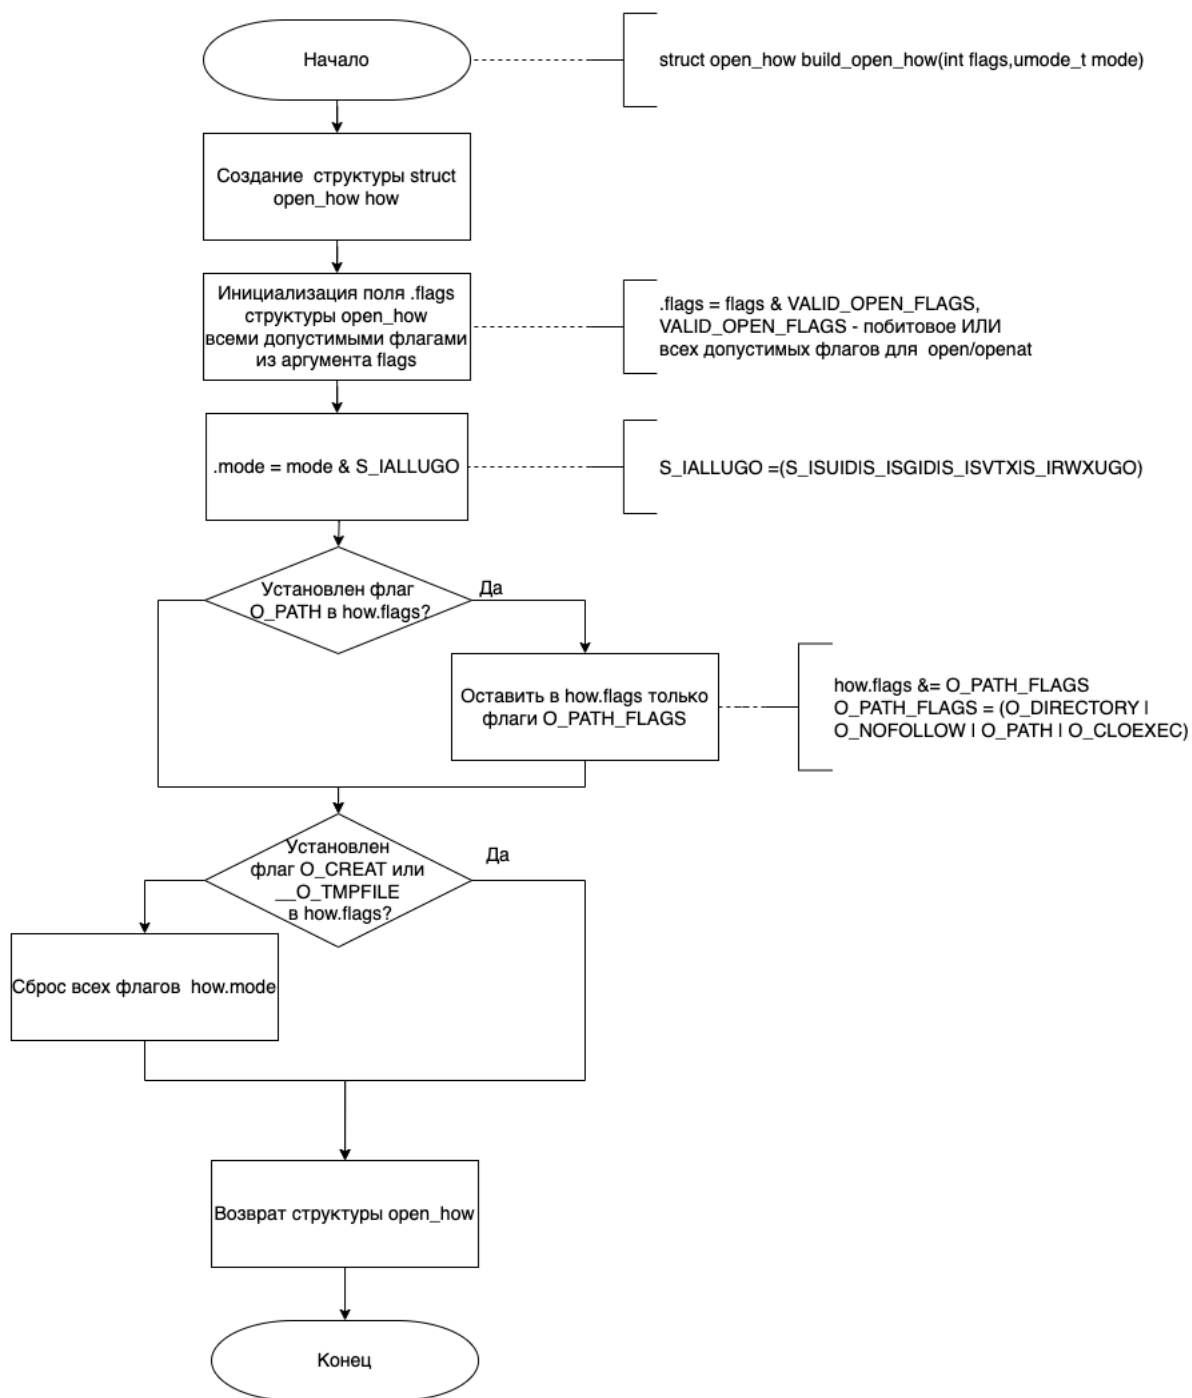 Начало
struct open_how build_open_how(int flags,umode_t mode)
Создание структуры struct
open_how how
Инициализация поля .flags
структуры open_how
всеми допустимыми флагами
из аргумента flags
.flags = flags & VALID_OPEN_FLAGS,
VALID_OPEN_FLAGS - побитовое ИЛИ
всех допустимых флагов для open/openat
.mode = mode & S_IALLUGO
S_IALLUGO =(S_ISUID|S_ISGID|S_ISVTX|S_IRWXUGO)
Установлен флаг
O_PATH в how.flags?
Да
Оставить в how.flags только
флаги O_PATH_FLAGS
how.flags &= O_PATH_FLAGS
O_PATH_FLAGS = (O_DIRECTORY |
O_NOFOLLOW | O_PATH | O_CLOEXEC)
Установлен
флаг O_CREAT или
__O_TMPFILE
в how.flags?
Да
Сброс всех флагов how.mode
Возврат структуры open_how
Конец